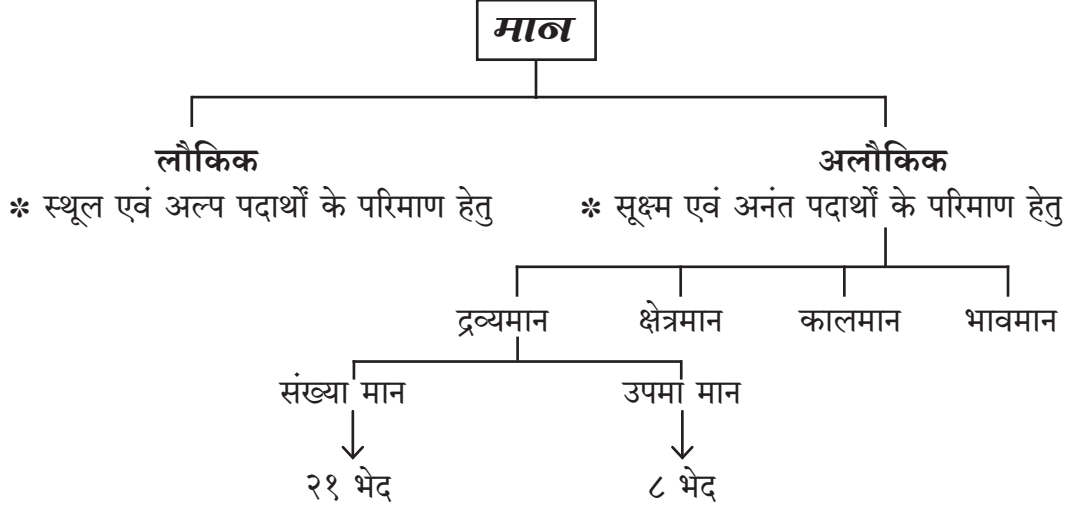 मान
लौकिक अलौकिक
* स्थूल एवं अल्प पदार्थों के परिमाण हेतु * सूक्ष्म एवं अनंत पदार्थों के परिमाण हेतु
द्रव्यमान क्षेत्रमान कालमान भावमान
संख्या मान उपमा मान
२१ भेद ८ भेद